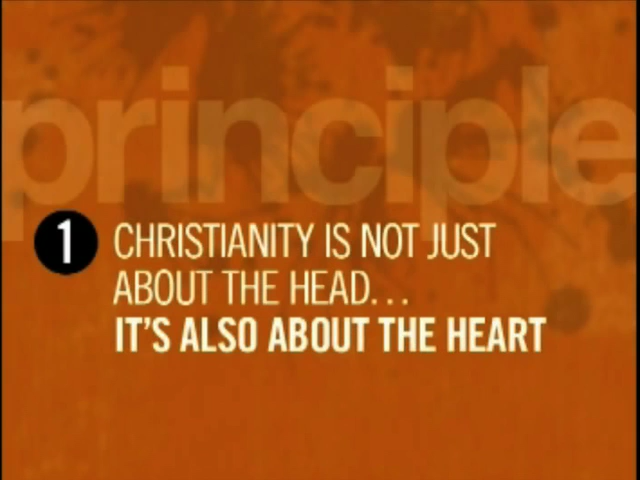 principle
1
CHRISTIANITY IS NOT JUST
ABOUT THE HEAD...
IT'S ALSO ABOUT THE HEART